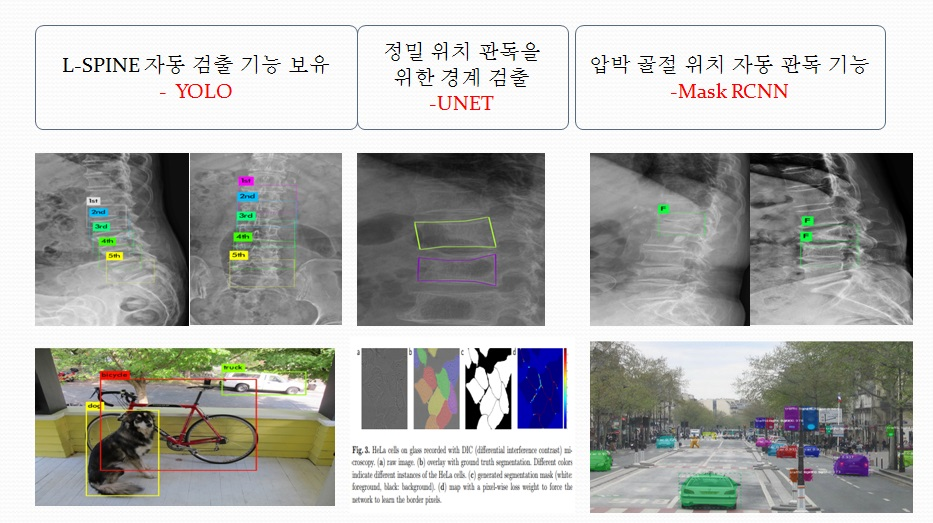 L-SPINE 자동 검출 기능 보유
- YOLO
정밀 위치 판독을
위한 경계 검출
-UNET
압박 골절 위치 자동 판독 기능
-Mask RCNN
1st
2nd
3rd
4th
5th
1st
2nd
3rd
4th
5th
F
F
F
bicycle
truck
dog
a b c d
Fig. 3. HeLa cells on glass recorded with DIC (differential interference contrast) mi-
croscopy. (a) raw image. (b) overlay with ground truth segmentation. Different colors
indicate different instances of the HeLa cells. (c) generated segmentation mask (white:
foreground, black: background). (d) map with a pixel-wise loss weight to force the
network to learn the border pixels.